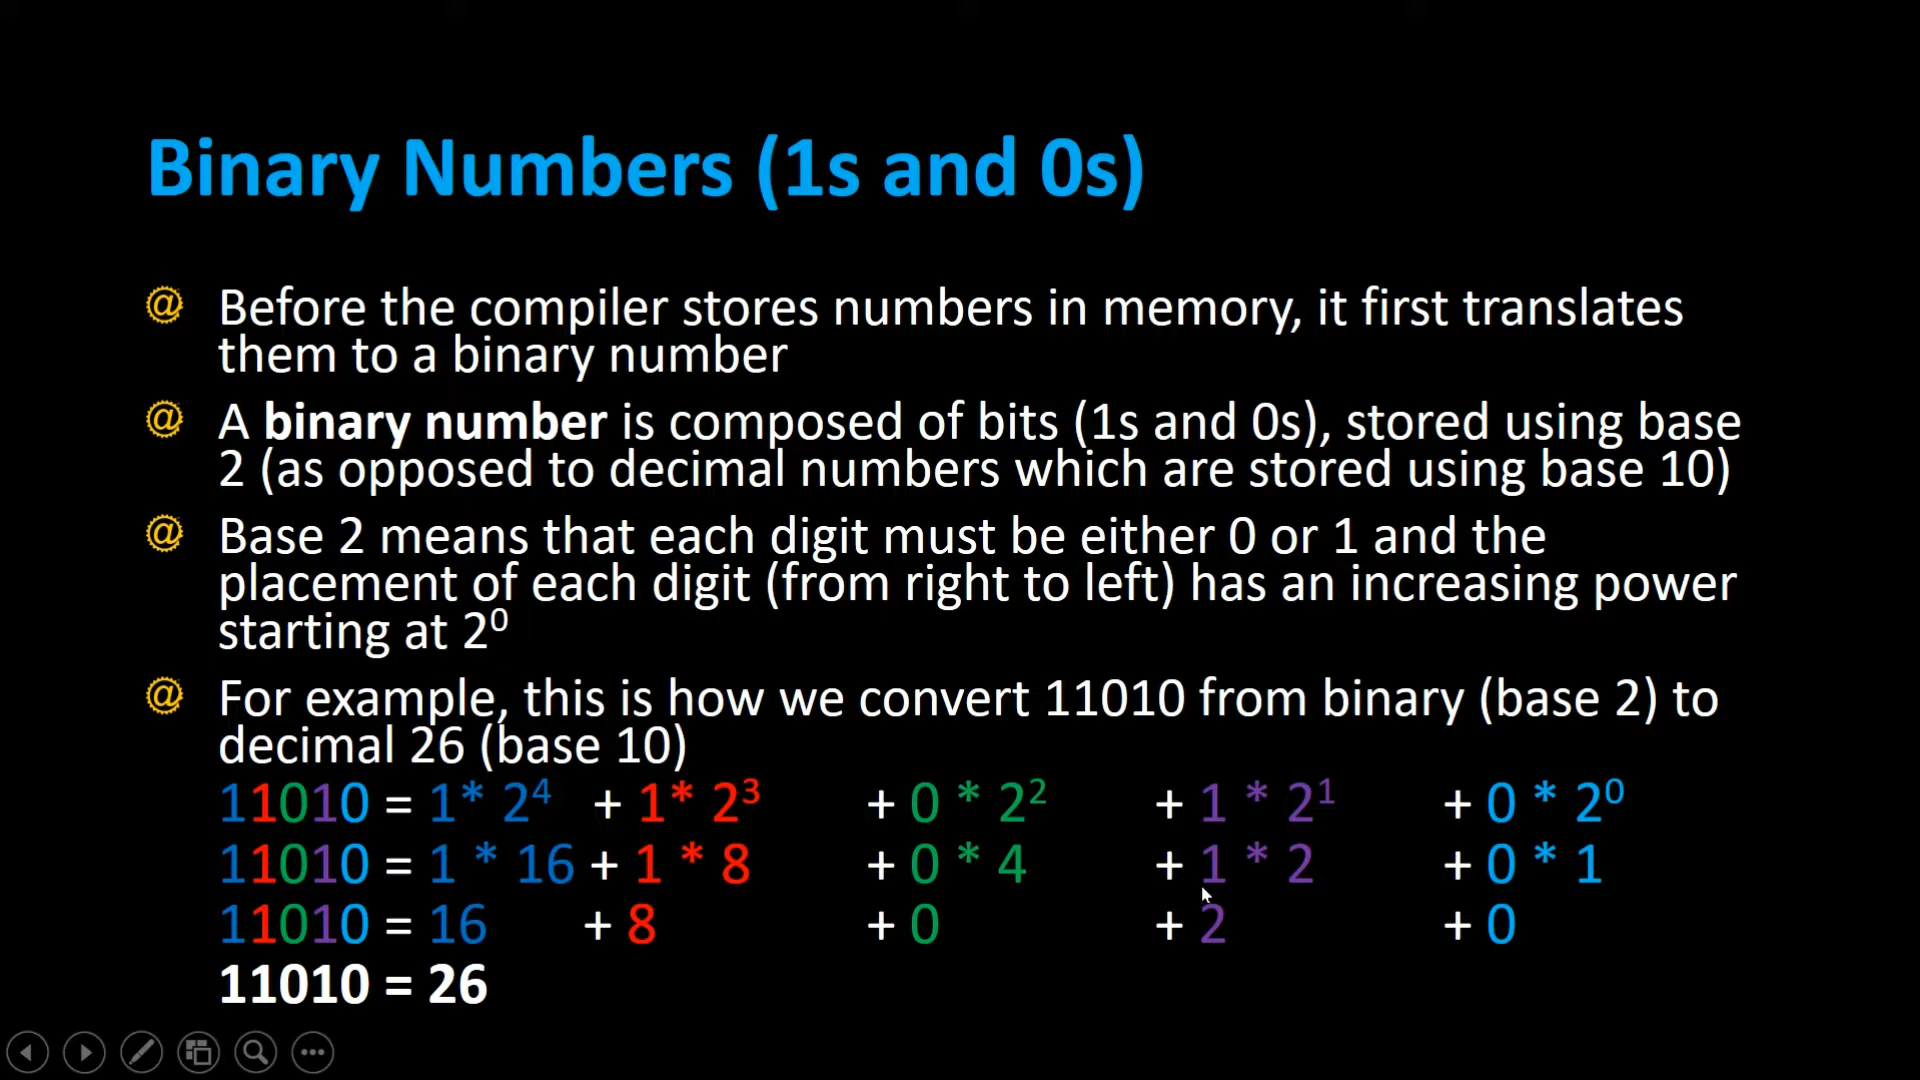 Binary Numbers (1s and 0s)
@ Before the compiler stores numbers in memory, it first translates
them to a binary number
@ A binary number is composed of bits (1s and 0s), stored using base
2 (as opposed to decimal numbers which are stored using base 10)
@ Base 2 means that each digit must be either 0 or 1 and the
placement of each digit (from right to left) has an increasing power
starting at 2⁰
@ For example, this is how we convert 11010 from binary (base 2) to
decimal 26 (base 10)
11010 = 1* 2⁴ + 1* 2³ + 0 * 2² + 1 * 2¹ + 0 * 2⁰
11010 = 1 * 16 + 1 * 8 + 0 * 4 + 1 * 2 + 0 * 1
11010 = 16 + 8 + 0 + 2 + 0
11010 = 26